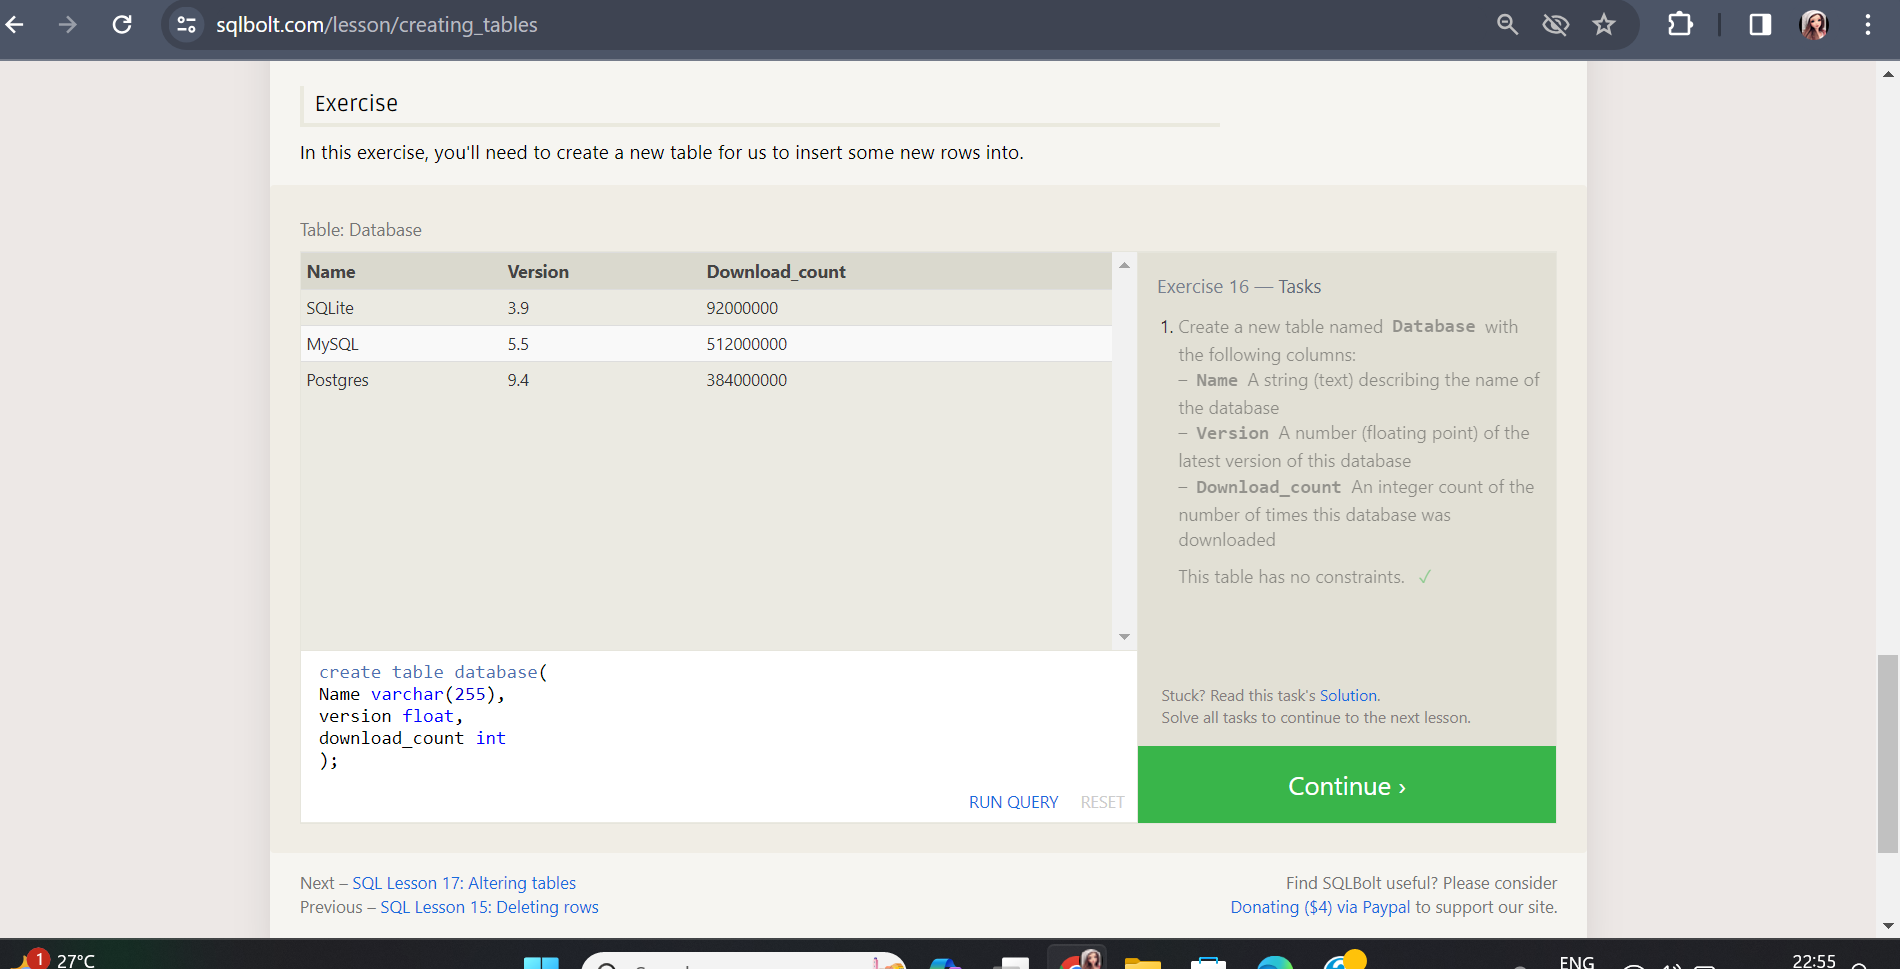 sqlbolt.com/lesson/creating_tables
Exercise
In this exercise, you'll need to create a new table for us to insert some new rows into.
Table: Database
Name Version Download_count
SQLite 3.9 92000000
MySQL 5.5 512000000
Postgres 9.4 384000000
Exercise 16 — Tasks
1. Create a new table named Database with
the following columns:
– Name A string (text) describing the name of
the database
– Version A number (floating point) of the
latest version of this database
– Download_count An integer count of the
number of times this database was
downloaded
This table has no constraints. ✓
create table database(
Name varchar(255),
version float,
download_count int
);
RUN QUERY RESET
Stuck? Read this task's Solution.
Solve all tasks to continue to the next lesson.
Continue ›
Next – SQL Lesson 17: Altering tables
Previous – SQL Lesson 15: Deleting rows
Find SQLBolt useful? Please consider
Donating ($4) via Paypal to support our site.
1 27°C
ENG
22:55